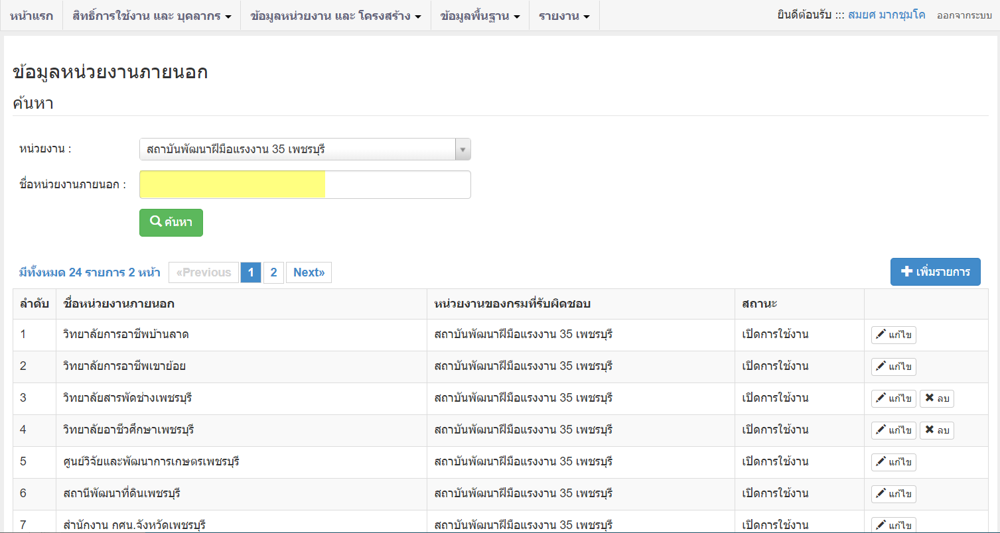 หน้าแรก สิทธิ์การใช้งาน และ บุคลากร ข้อมูลหน่วยงาน และ โครงสร้าง ข้อมูลพื้นฐาน รายงาน ยินดีต้อนรับ ::: สมยศ มากชุมโค ออกจากระบบ
ข้อมูลหน่วยงานภายนอก
ค้นหา
หน่วยงาน : สถาบันพัฒนาฝีมือแรงงาน 35 เพชรบุรี
ชื่อหน่วยงานภายนอก :
ค้นหา
มีทั้งหมด 24 รายการ 2 หน้า «Previous 1 2 Next» เพิ่มรายการ
ลำดับ ชื่อหน่วยงานภายนอก หน่วยงานของกรมที่รับผิดชอบ สถานะ
1 วิทยาลัยการอาชีพบ้านลาด สถาบันพัฒนาฝีมือแรงงาน 35 เพชรบุรี เปิดการใช้งาน แก้ไข
2 วิทยาลัยการอาชีพเขาย้อย สถาบันพัฒนาฝีมือแรงงาน 35 เพชรบุรี เปิดการใช้งาน แก้ไข
3 วิทยาลัยสารพัดช่างเพชรบุรี สถาบันพัฒนาฝีมือแรงงาน 35 เพชรบุรี เปิดการใช้งาน แก้ไข ลบ
4 วิทยาลัยอาชีวศึกษาเพชรบุรี สถาบันพัฒนาฝีมือแรงงาน 35 เพชรบุรี เปิดการใช้งาน แก้ไข ลบ
5 ศูนย์วิจัยและพัฒนาการเกษตรเพชรบุรี สถาบันพัฒนาฝีมือแรงงาน 35 เพชรบุรี เปิดการใช้งาน แก้ไข
6 สถานีพัฒนาที่ดินเพชรบุรี สถาบันพัฒนาฝีมือแรงงาน 35 เพชรบุรี เปิดการใช้งาน แก้ไข
7 สำนักงาน กศน.จังหวัดเพชรบุรี สถาบันพัฒนาฝีมือแรงงาน 35 เพชรบุรี เปิดการใช้งาน แก้ไข